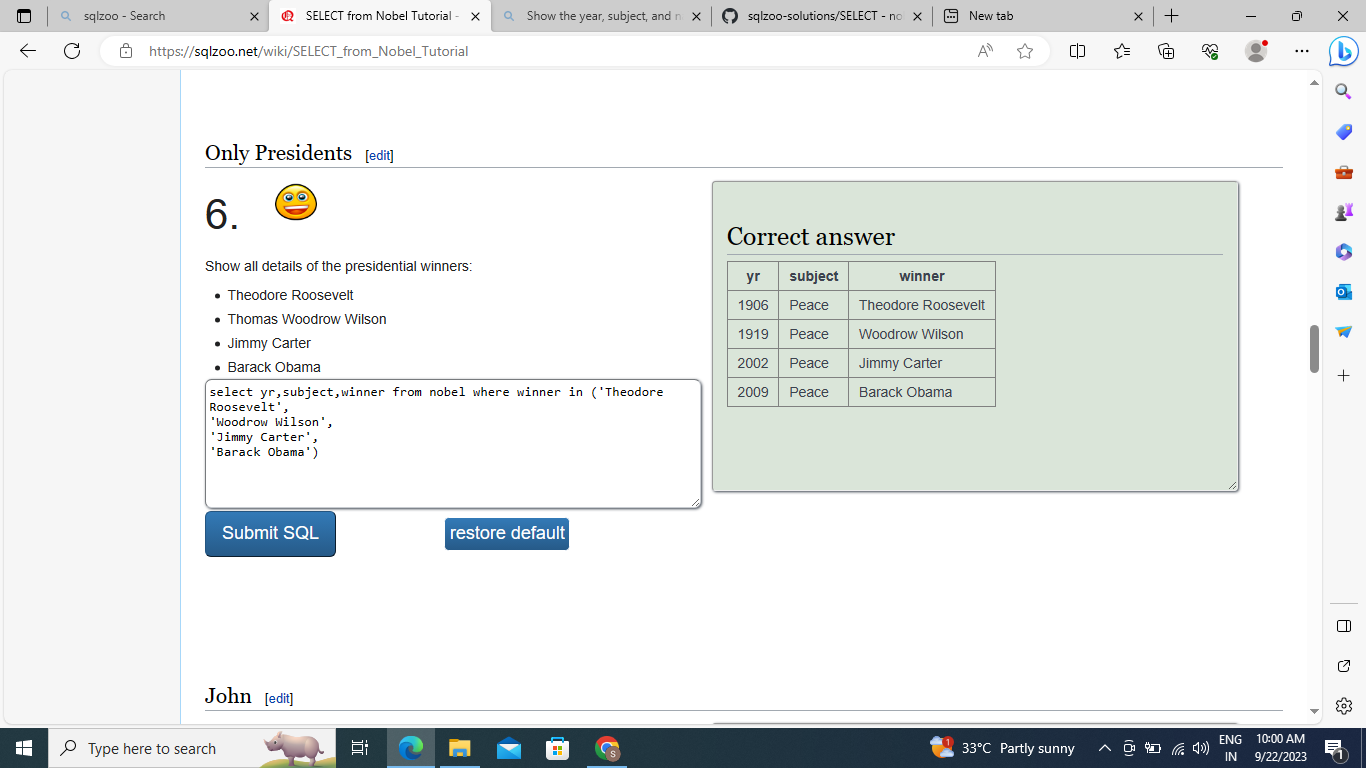 sqlzoo - Search
SELECT from Nobel Tutorial -
Show the year, subject, and n
sqlzoo-solutions/SELECT - no
New tab
https://sqlzoo.net/wiki/SELECT_from_Nobel_Tutorial
Only Presidents [edit]
6.
Show all details of the presidential winners:
Theodore Roosevelt
Thomas Woodrow Wilson
Jimmy Carter
Barack Obama
select yr,subject,winner from nobel where winner in ('Theodore
Roosevelt',
'Woodrow Wilson',
'Jimmy Carter',
'Barack Obama')
Submit SQL
restore default
Correct answer
yr subject winner
1906 Peace Theodore Roosevelt
1919 Peace Woodrow Wilson
2002 Peace Jimmy Carter
2009 Peace Barack Obama
John [edit]
Type here to search
S
1
33°C Partly sunny
ENG
IN
10:00 AM
9/22/2023
1